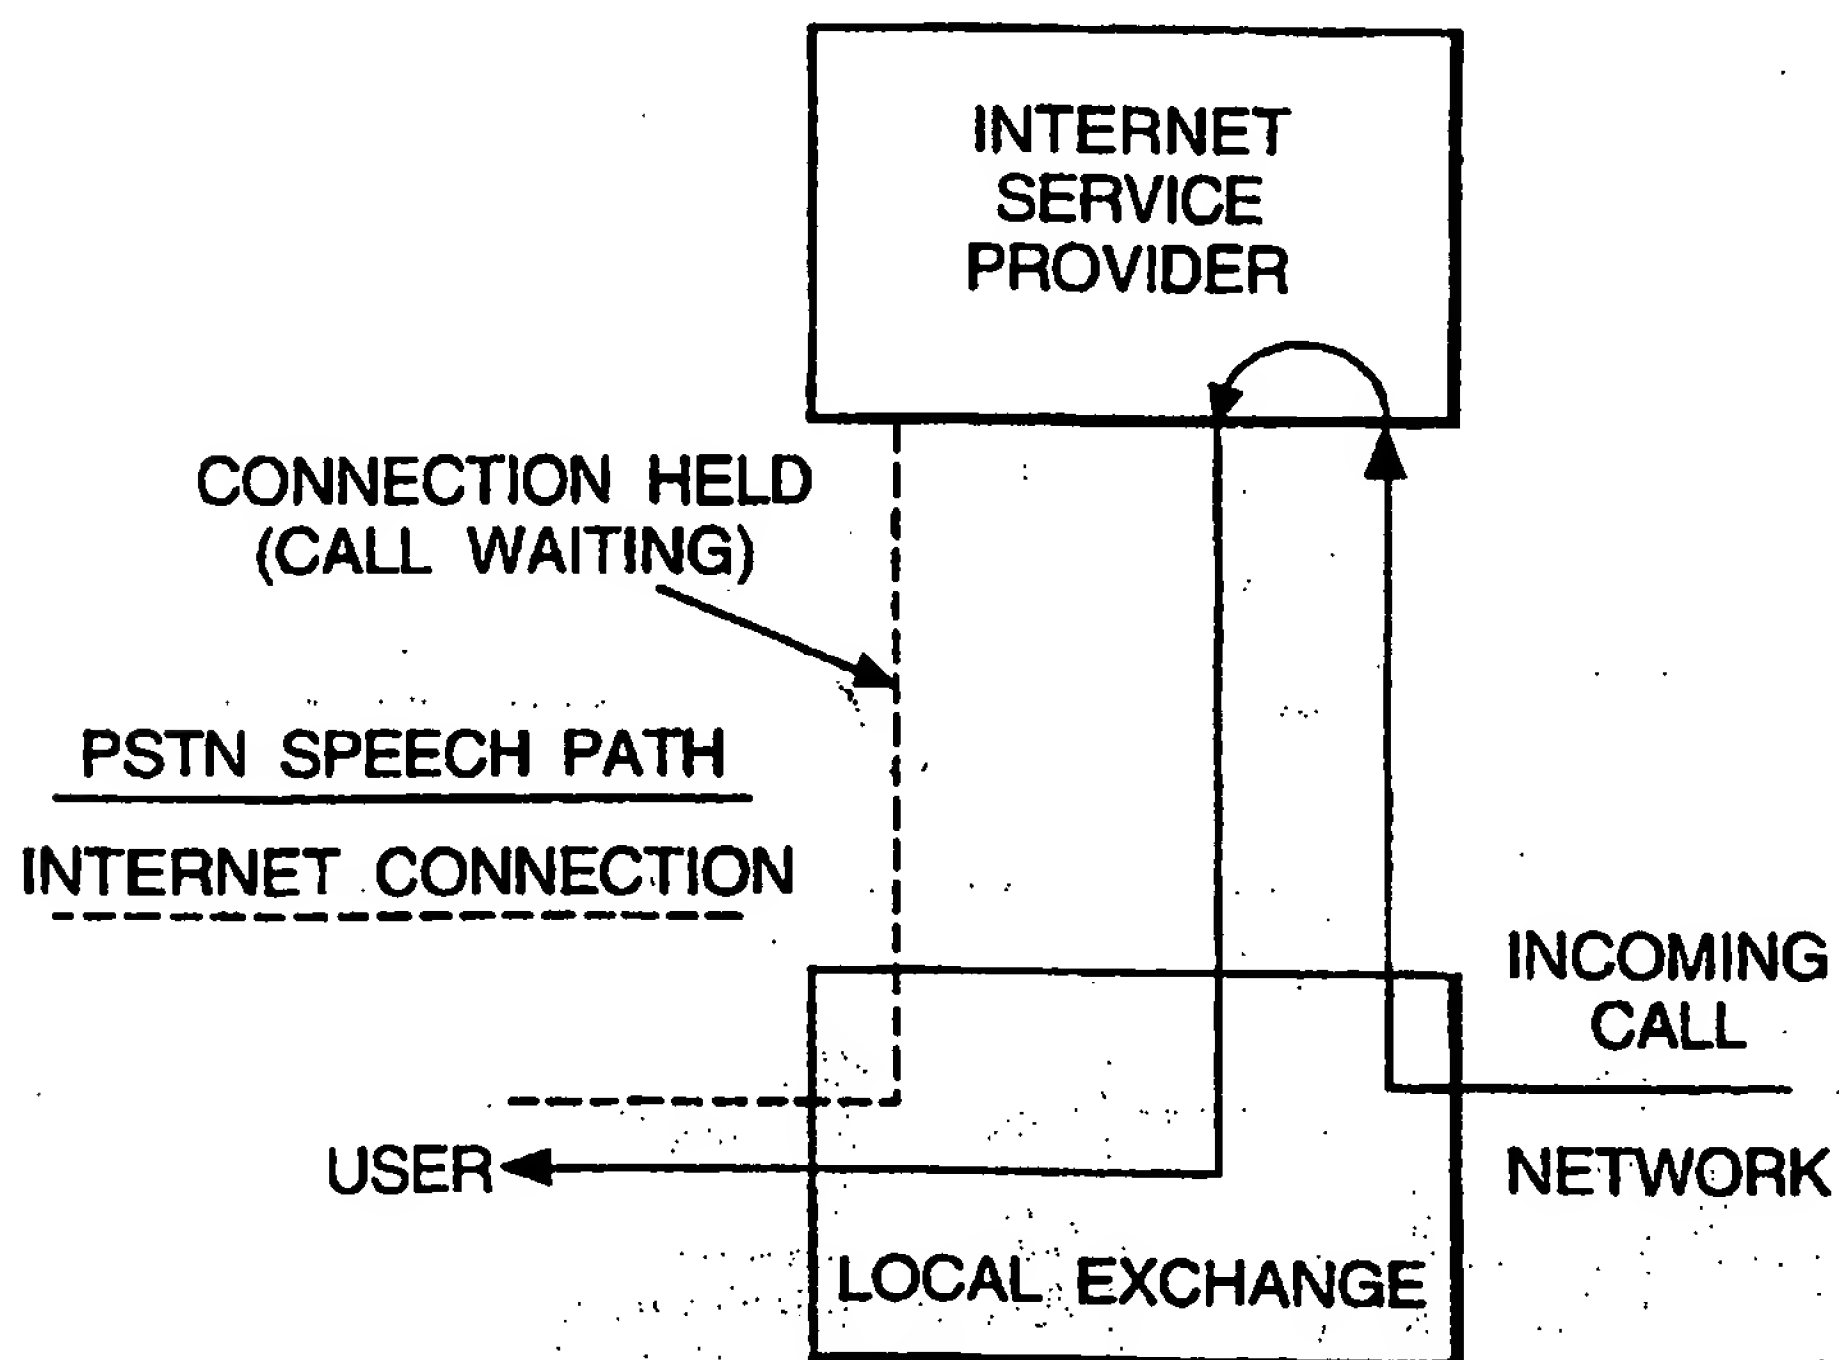 INTERNET
SERVICE
PROVIDER
CONNECTION HELD
(CALL WAITING)
PSTN SPEECH PATH
INTERNET CONNECTION
INCOMING
CALL
USER
NETWORK
LOCAL EXCHANGE